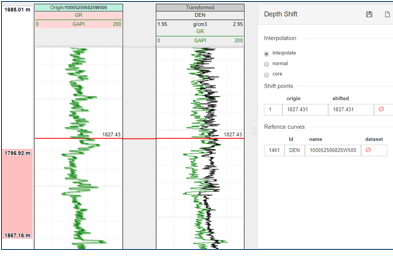 1685.01 m
Origin/100052506825W500
GR
0 GAPI 200
Transformed
DEN
1.95 g/cm3 2.95
GR
0 GAPI 200
1827.43
1827.43
1796.92 m
1867.16 m
Depth Shift
Interpolation
interpolate
normal
core
Shift points
origin shifted
1 1827.431 1827.431
Refence curves
Id name dataset
1461 DEN 100052506825W500